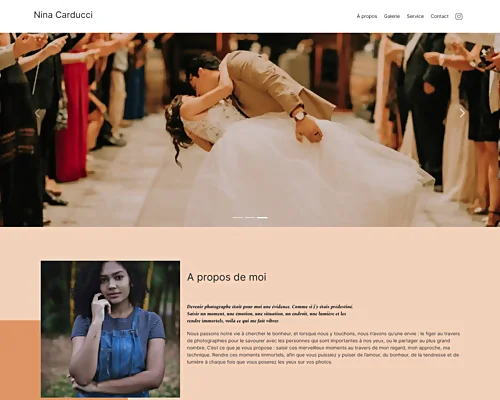 Nina Carducci
À propos Galerie Service Contact
A propos de moi
Devenir photographe était pour moi une évidence. Comme si j'y étais prédestiné.
Saisir un moment, une émotion, une situation, un endroit, une lumière et les
rendre immortels, voilà ce qui me fait vibrer.
Nous passons notre vie à chercher le bonheur, et lorsque nous y touchons, nous n'avons qu'une envie : le figer au travers
de photographies pour le savourer avec les personnes qui sont importantes à nos yeux, ou le partager au plus grand
nombre. C'est ce que je vous propose : saisir ces merveilleux moments au travers de mon regard, mon approche, ma
technique. Rendre ces moments immortels, afin que vous puissiez y puiser de l'amour, du bonheur, de la tendresse et de
lumière à chaque fois que vous poserez les yeux sur vos photos.